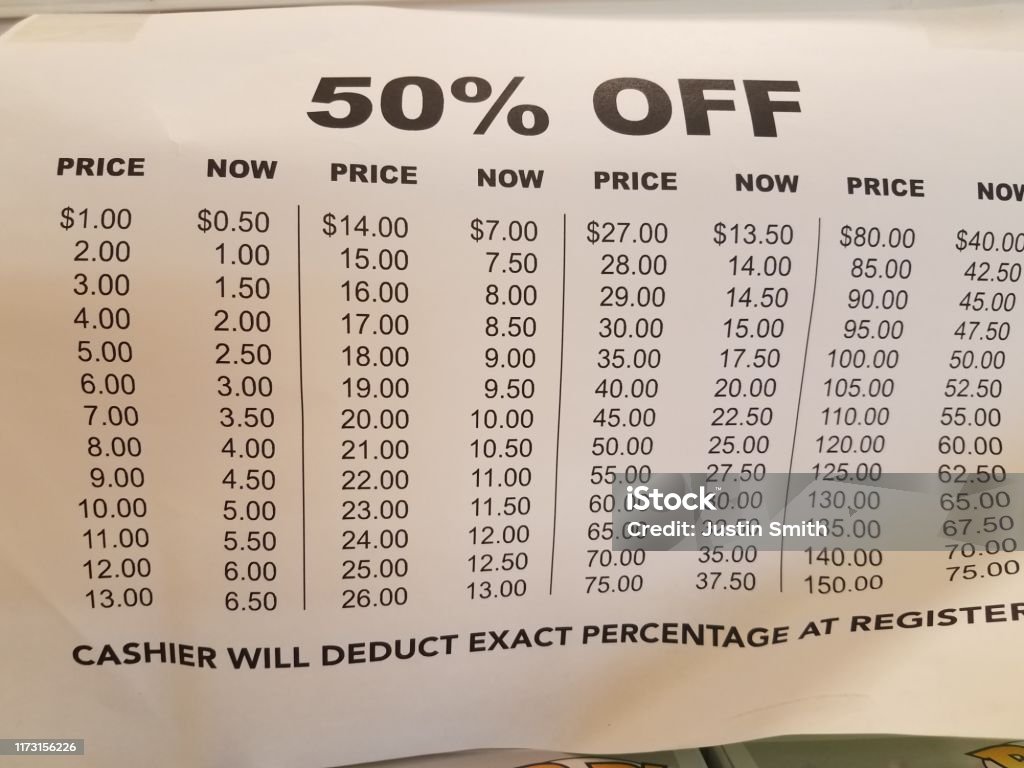 50% OFF
PRICE NOW PRICE NOW PRICE NOW PRICE NOW
$1.00 $0.50 $14.00 $7.00 $27.00 $13.50 $80.00 $40.00
2.00 1.00 15.00 7.50 28.00 14.00 85.00 42.50
3.00 1.50 16.00 8.00 29.00 14.50 90.00 45.00
4.00 2.00 17.00 8.50 30.00 15.00 95.00 47.50
5.00 2.50 18.00 9.00 35.00 17.50 100.00 50.00
6.00 3.00 19.00 9.50 40.00 20.00 105.00 52.50
7.00 3.50 20.00 10.00 45.00 22.50 110.00 55.00
8.00 4.00 21.00 10.50 50.00 25.00 120.00 60.00
9.00 4.50 22.00 11.00 55.00 27.50 125.00 62.50
10.00 5.00 23.00 11.50 130.00 65.00
11.00 5.50 24.00 12.00 65.00 67.50
12.00 6.00 25.00 12.50 70.00 35.00 140.00 70.00
13.00 6.50 26.00 13.00 75.00 37.50 150.00 75.00
CASHIER WILL DEDUCT EXACT PERCENTAGE AT REGISTER
iStock™
Credit: Justin Smith
1173156226